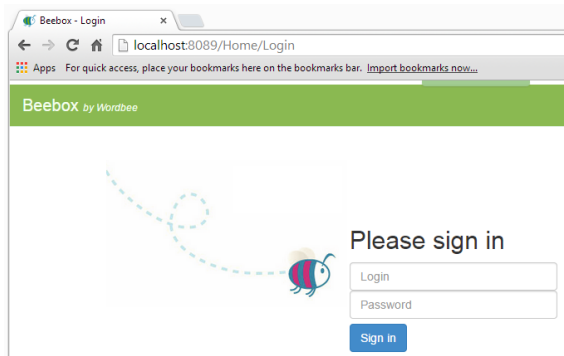 Beebox - Login
localhost:8089/Home/Login
Apps For quick access, place your bookmarks here on the bookmarks bar. Import bookmarks now...
Beebox by Wordbee
Please sign in
Login
Password
Sign in